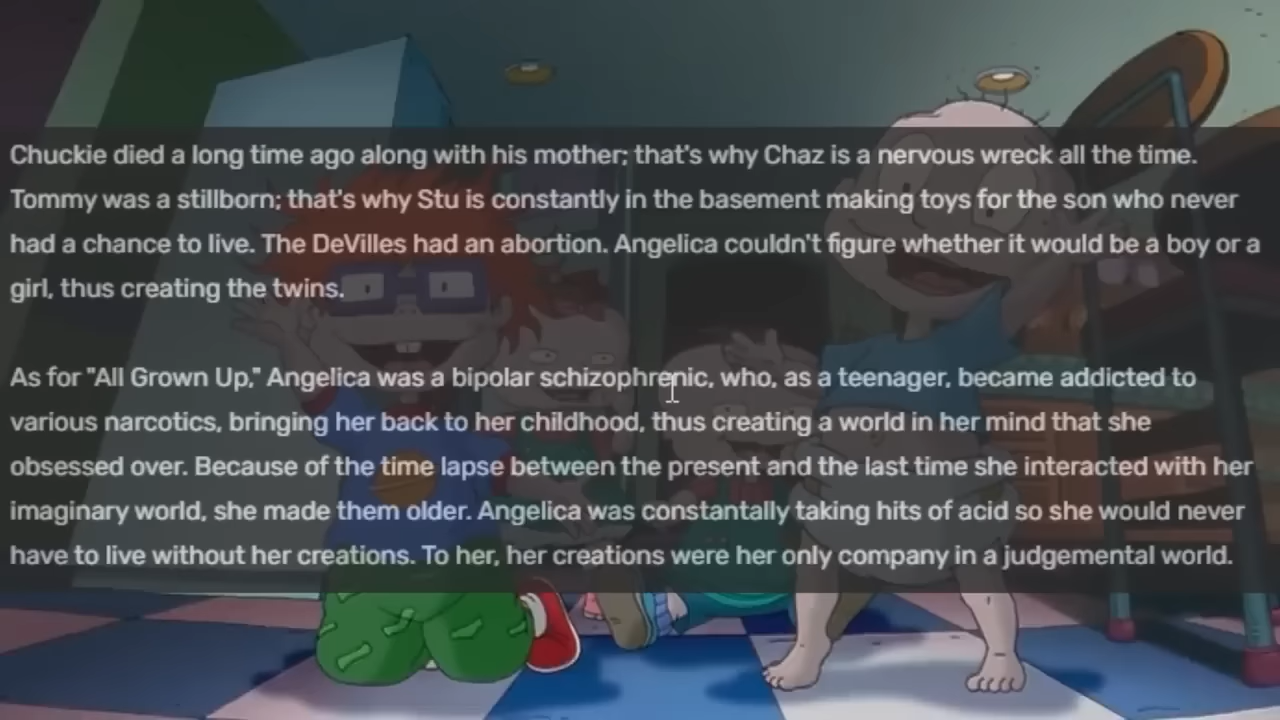 Chuckie died a long time ago along with his mother; that's why Chaz is a nervous wreck all the time.
Tommy was a stillborn; that's why Stu is constantly in the basement making toys for the son who never
had a chance to live. The DeVilles had an abortion. Angelica couldn't figure whether it would be a boy or a
girl, thus creating the twins.
As for "All Grown Up," Angelica was a bipolar schizophrenic, who, as a teenager, became addicted to
various narcotics, bringing her back to her childhood, thus creating a world in her mind that she
obsessed over. Because of the time lapse between the present and the last time she interacted with her
imaginary world, she made them older. Angelica was constantally taking hits of acid so she would never
have to live without her creations. To her, her creations were her only company in a judgemental world.